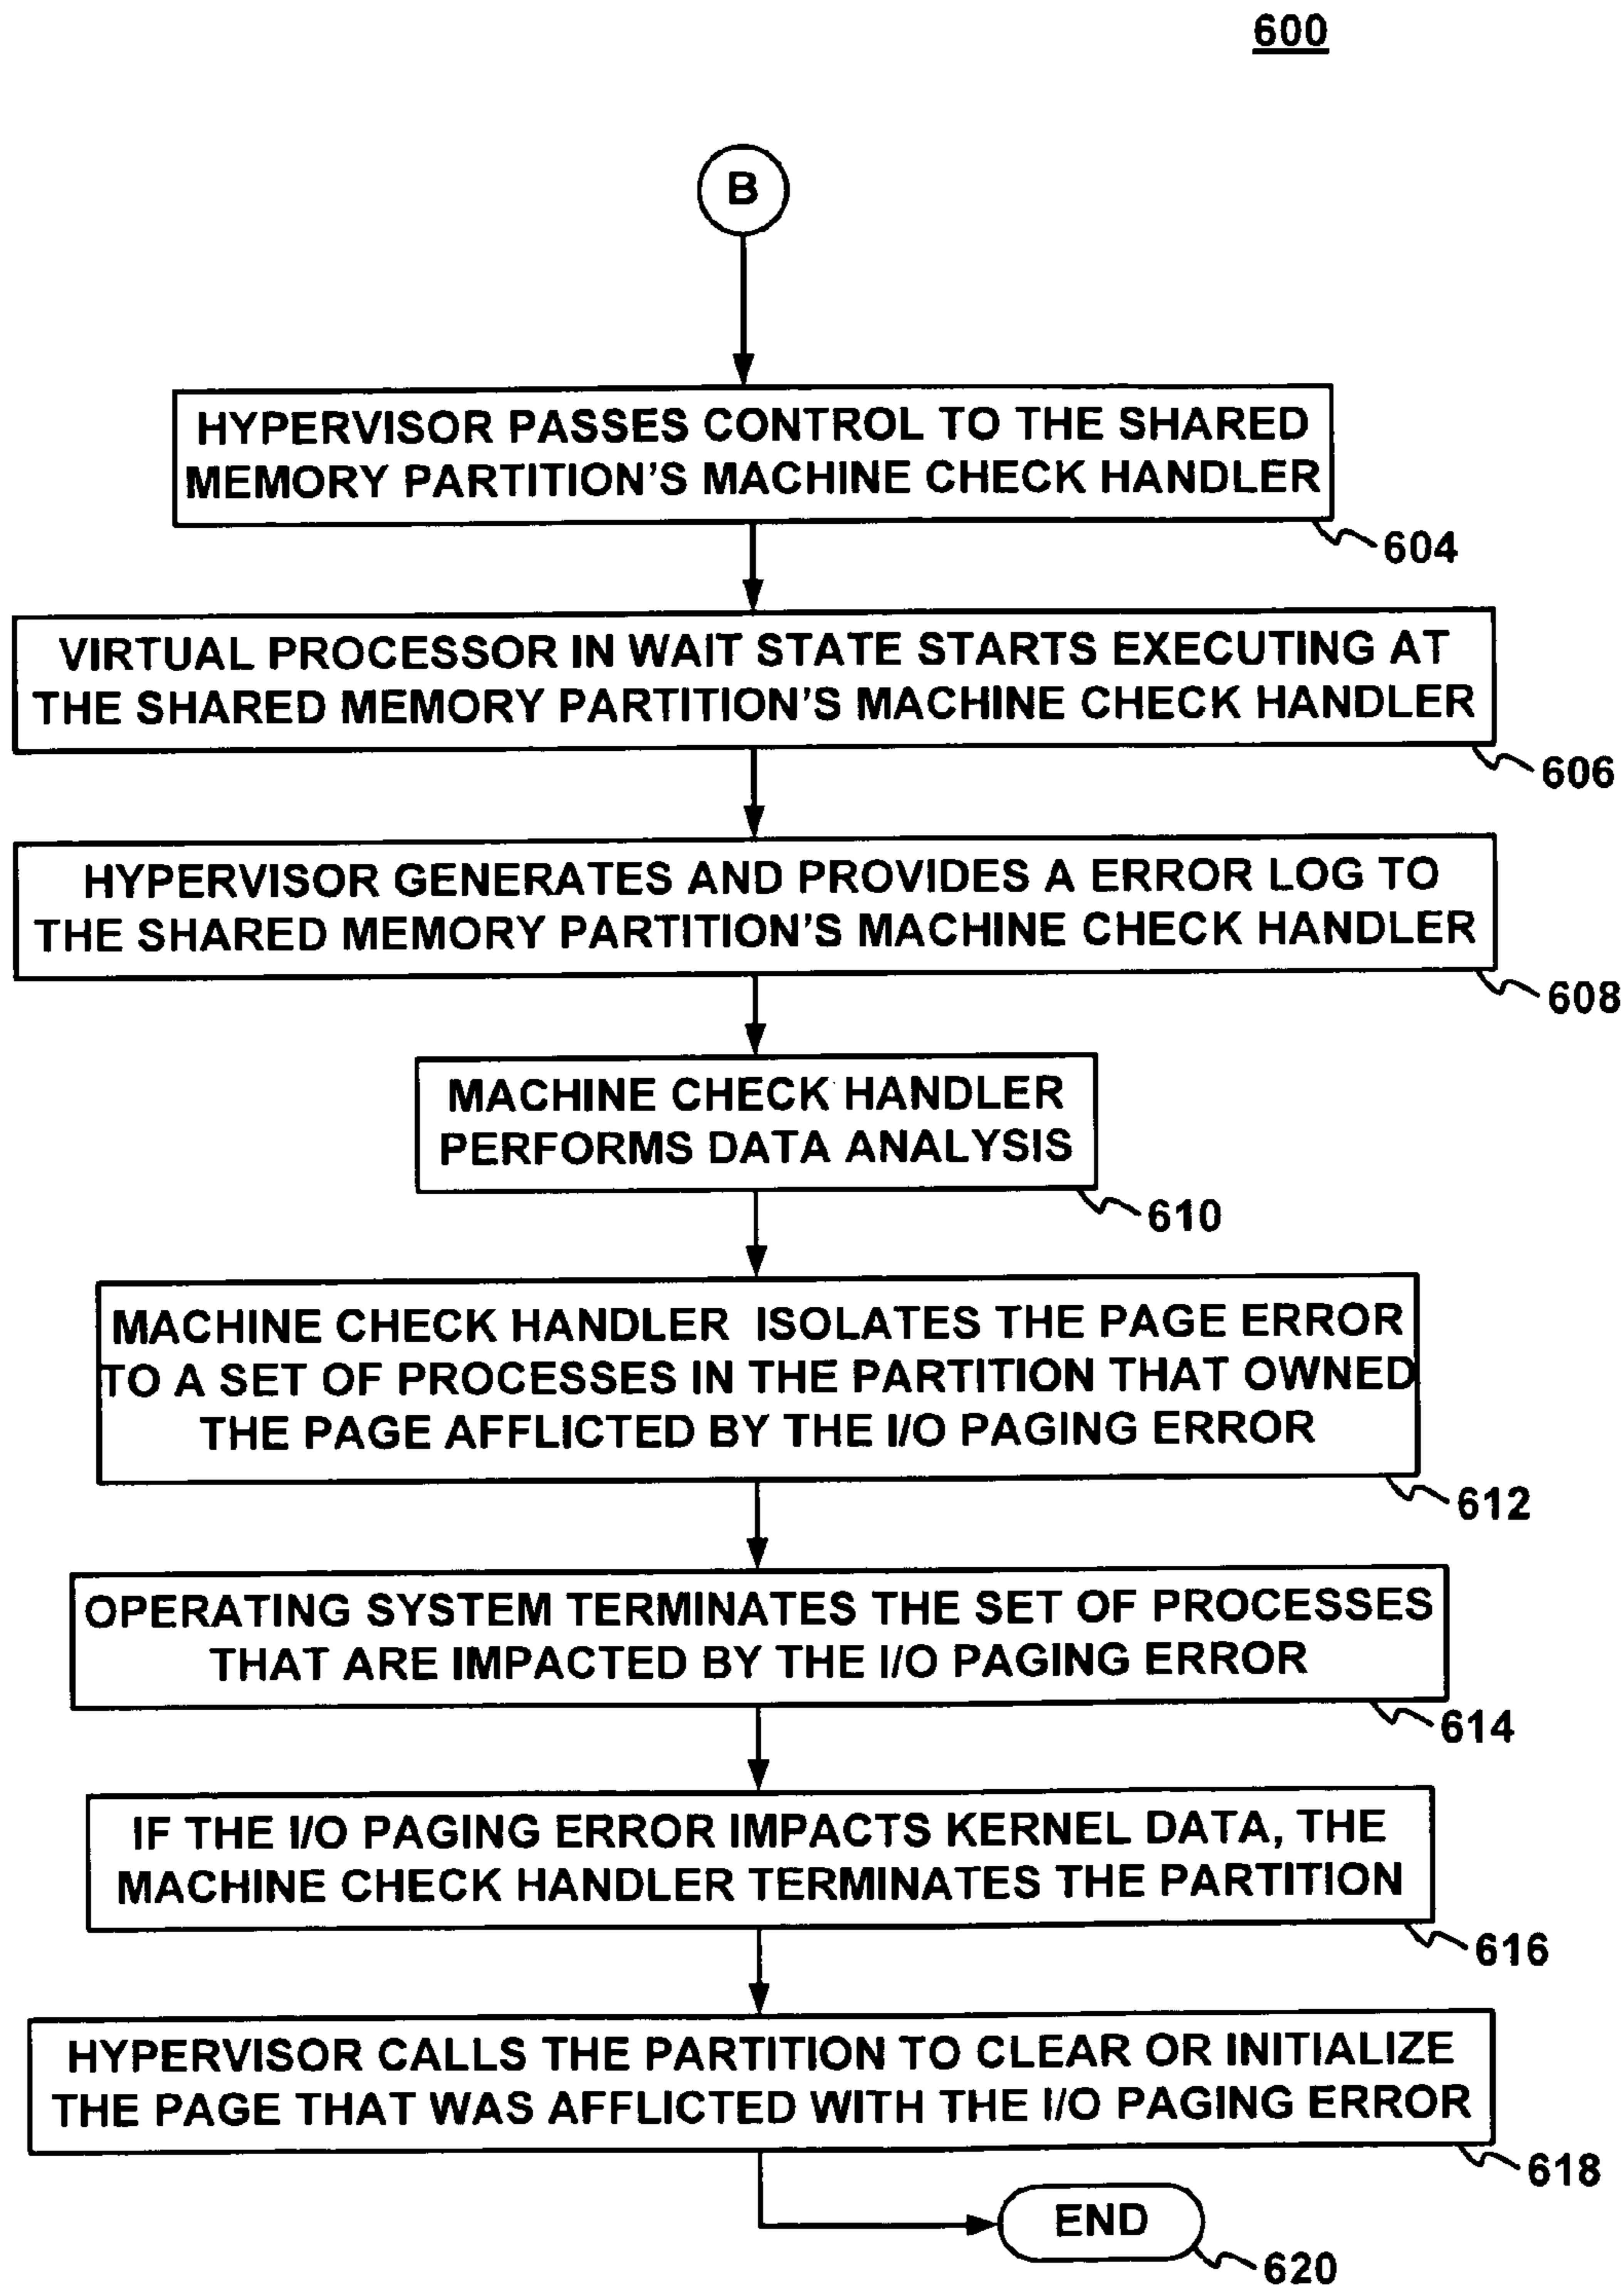 600
B
HYPERVISOR PASSES CONTROL TO THE SHARED
MEMORY PARTITION'S MACHINE CHECK HANDLER
604
VIRTUAL PROCESSOR IN WAIT STATE STARTS EXECUTING AT
THE SHARED MEMORY PARTITION'S MACHINE CHECK HANDLER
606
HYPERVISOR GENERATES AND PROVIDES A ERROR LOG TO
THE SHARED MEMORY PARTITION'S MACHINE CHECK HANDLER
608
MACHINE CHECK HANDLER
PERFORMS DATA ANALYSIS
610
MACHINE CHECK HANDLER ISOLATES THE PAGE ERROR
TO A SET OF PROCESSES IN THE PARTITION THAT OWNED
THE PAGE AFFLICTED BY THE I/O PAGING ERROR
612
OPERATING SYSTEM TERMINATES THE SET OF PROCESSES
THAT ARE IMPACTED BY THE I/O PAGING ERROR
614
IF THE I/O PAGING ERROR IMPACTS KERNEL DATA, THE
MACHINE CHECK HANDLER TERMINATES THE PARTITION
616
HYPERVISOR CALLS THE PARTITION TO CLEAR OR INITIALIZE
THE PAGE THAT WAS AFFLICTED WITH THE I/O PAGING ERROR
618
END
620